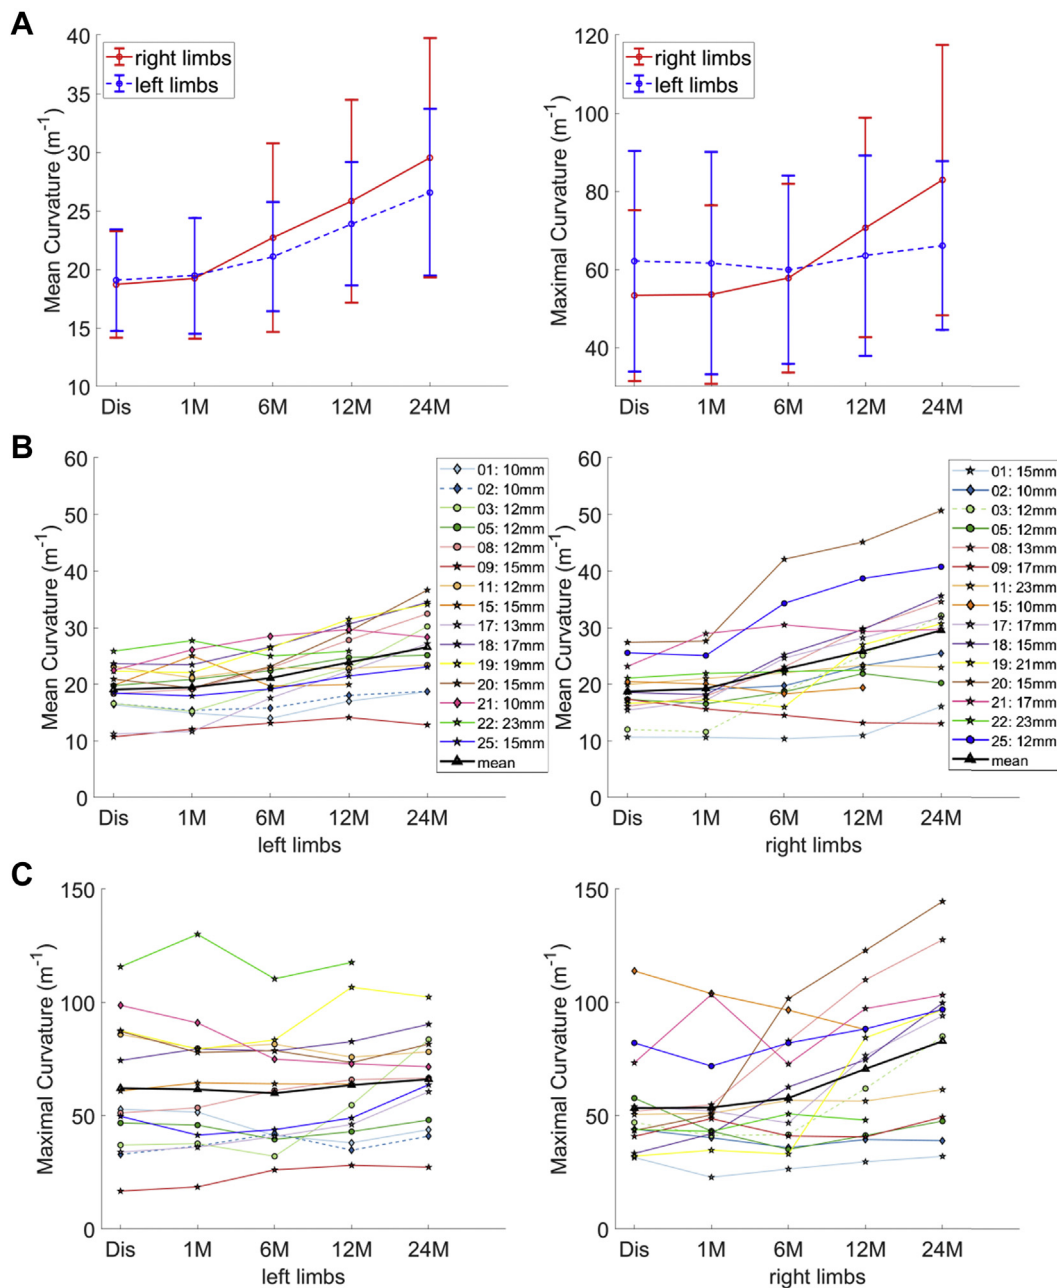 A
Mean Curvature (m-1)
40
35
30
25
20
15
10
right limbs
left limbs
Dis 1M 6M 12M 24M
Maximal Curvature (m-1)
120
100
80
60
40
right limbs
left limbs
Dis 1M 6M 12M 24M
B
Mean Curvature (m-1)
60
50
40
30
20
10
0
01: 10mm
02: 10mm
03: 12mm
05: 12mm
08: 12mm
09: 15mm
11: 12mm
15: 15mm
17: 13mm
18: 17mm
19: 19mm
20: 15mm
21: 10mm
22: 23mm
25: 15mm
mean
Dis 1M 6M 12M 24M
left limbs
Mean Curvature (m-1)
60
50
40
30
20
10
0
01: 15mm
02: 10mm
03: 12mm
05: 12mm
08: 13mm
09: 17mm
11: 23mm
15: 10mm
17: 17mm
18: 15mm
19: 21mm
20: 15mm
21: 17mm
22: 23mm
25: 12mm
mean
Dis 1M 6M 12M 24M
right limbs
C
Maximal Curvature (m-1)
150
100
50
0
Dis 1M 6M 12M 24M
left limbs
Maximal Curvature (m-1)
150
100
50
0
Dis 1M 6M 12M 24M
right limbs